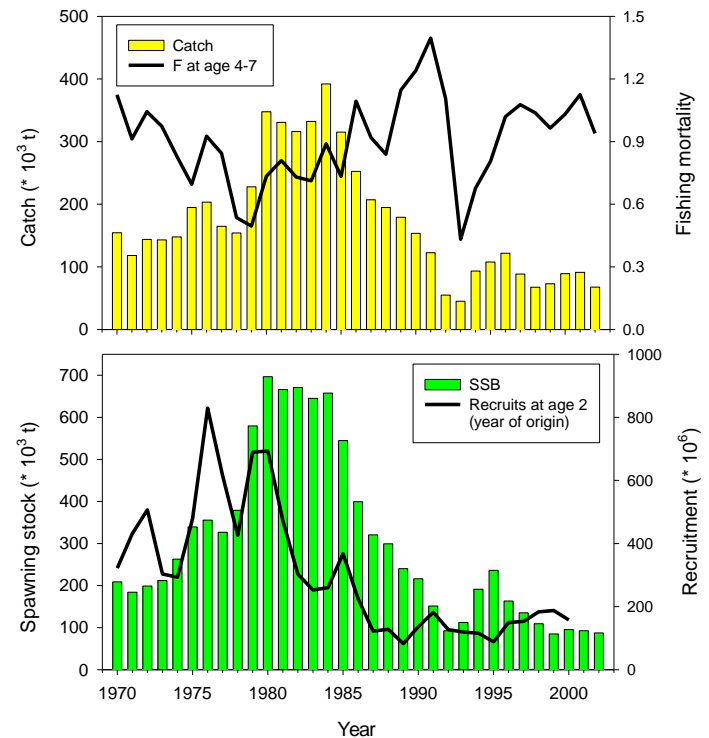 500
400
300
200
100
0
Catch (* 10³ t)
Catch
F at age 4-7
1.5
1.2
0.9
0.6
0.3
0.0
Fishing mortality
700
600
500
400
300
200
100
0
Spawning stock (* 10³ t)
SSB
Recruits at age 2
(year of origin)
1000
800
600
400
200
0
Recruitment (* 10⁶)
1970 1975 1980 1985 1990 1995 2000
Year